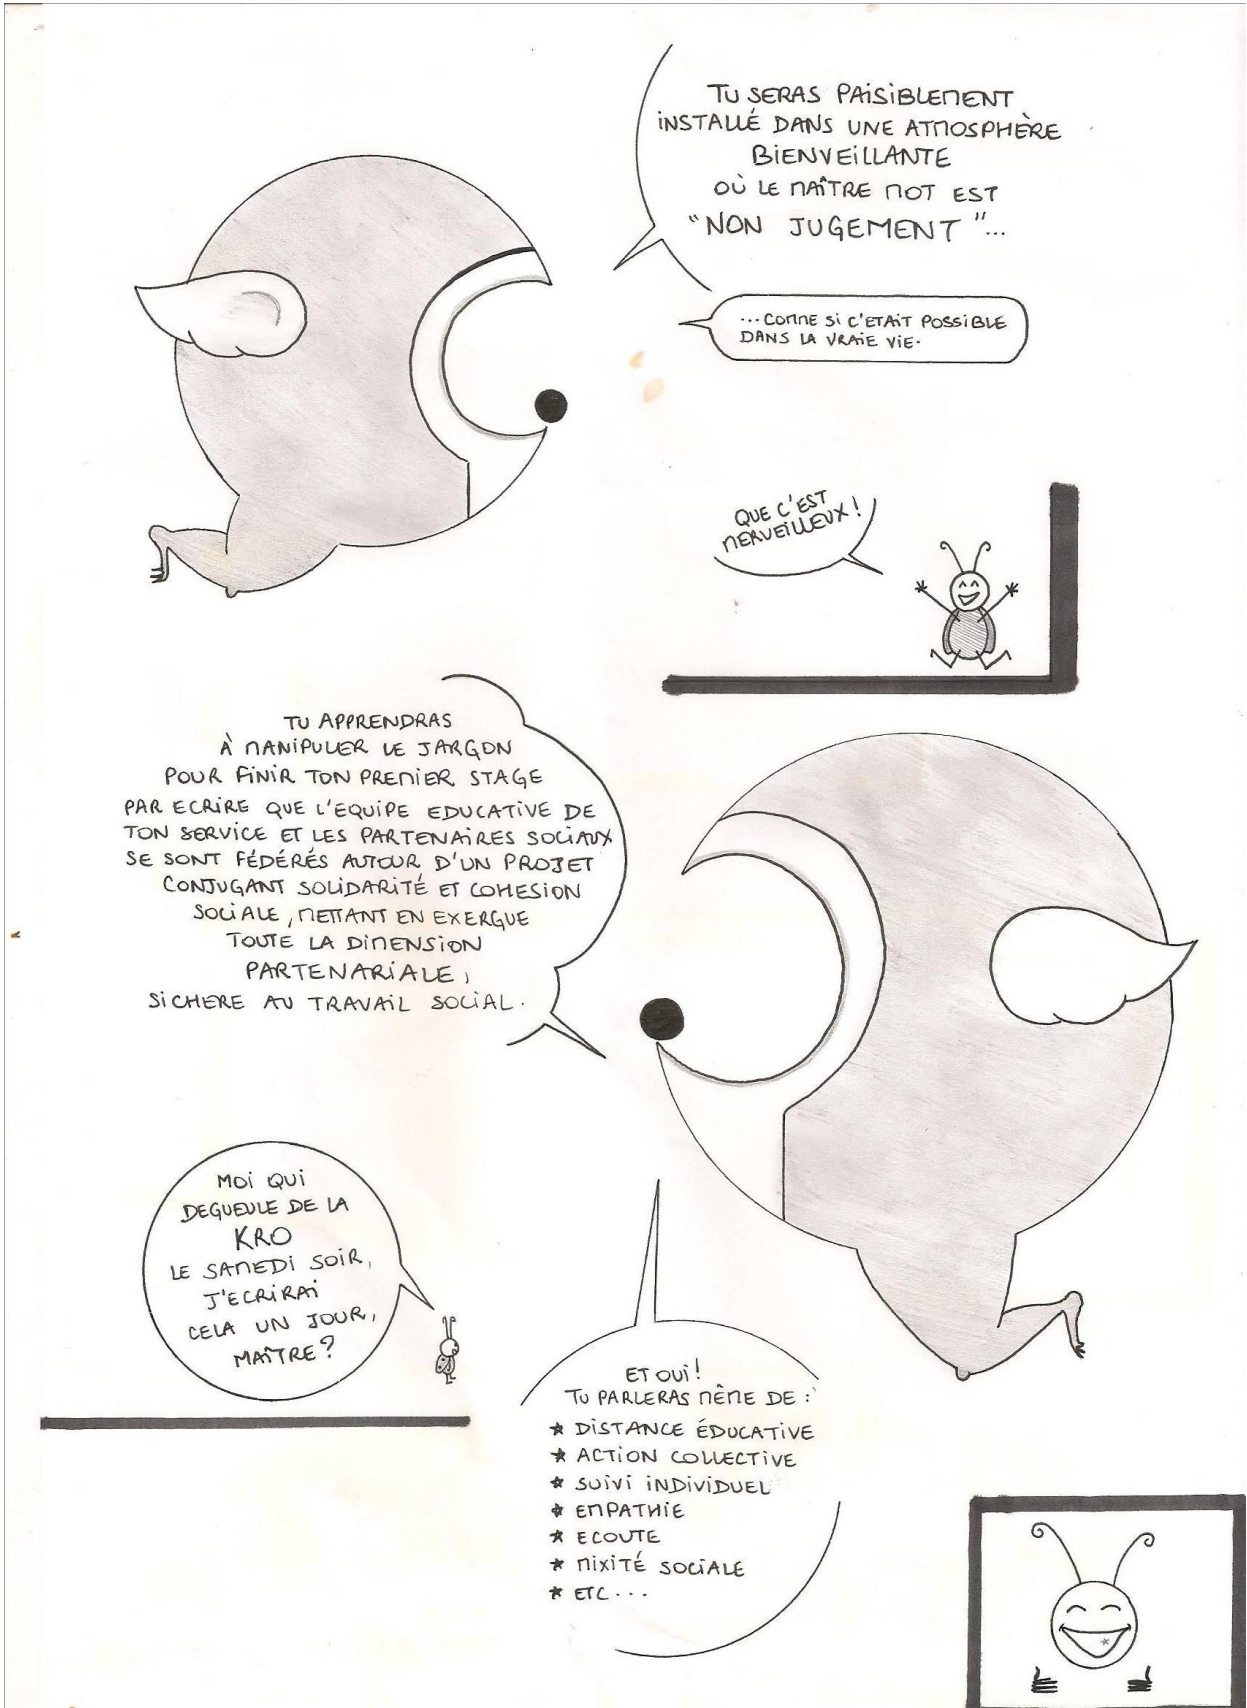 TU SERAS PAISIBLEMENT
INSTALLÉ DANS UNE ATMOSPHÈRE
BIENVEILLANTE
OÙ LE MAÎTRE MOT EST
"NON JUGEMENT"...
...COMME SI C'ETAIT POSSIBLE
DANS LA VRAIE VIE.
QUE C'EST
MERVEILLEUX!
TU APPRENDRAS
À MANIPULER LE JARGON
POUR FINIR TON PREMIER STAGE
PAR ECRIRE QUE L'EQUIPE EDUCATIVE DE
TON SERVICE ET LES PARTENAIRES SOCIAUX
SE SONT FÉDÉRÉS AUTOUR D'UN PROJET
CONJUGANT SOLIDARITÉ ET COHESION
SOCIALE, METTANT EN EXERGUE
TOUTE LA DIMENSION
PARTENARIALE,
SI CHERE AU TRAVAIL SOCIAL.
MOI QUI
DEGUEULE DE LA
KRO
LE SAMEDI SOIR,
J'ECRIRAI
CELA UN JOUR,
MAÎTRE?
ET OUI!
TU PARLERAS MÊME DE:
* DISTANCE ÉDUCATIVE
* ACTION COLLECTIVE
* SUIVI INDIVIDUEL
* EMPATHIE
* ECOUTE
* MIXITÉ SOCIALE
* ETC...